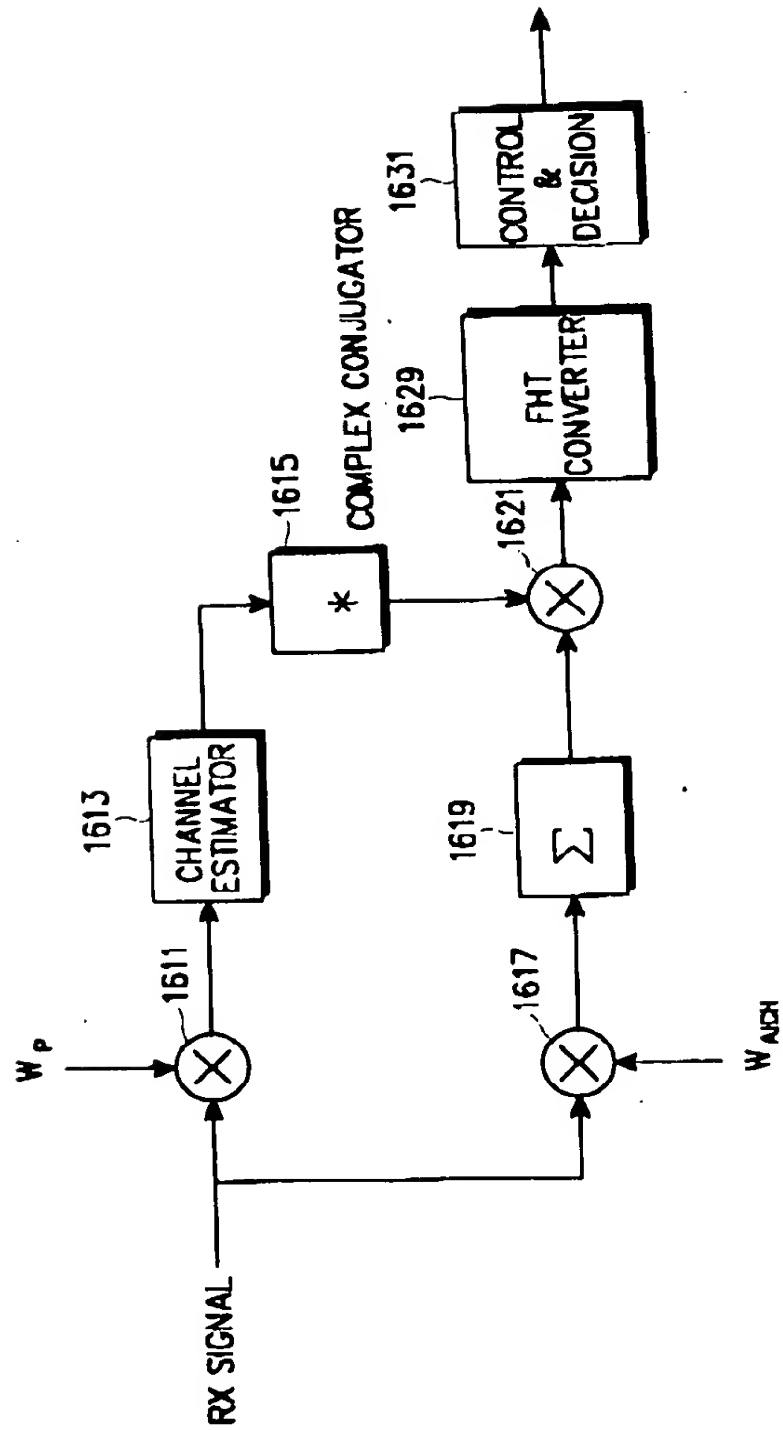 RX SIGNAL
W_P
1611
1613
CHANNEL
ESTIMATOR
1615
*
COMPLEX CONJUGATOR
1617
W_AICH
1619
Σ
1621
1629
FHT
CONVERTER
1631
CONTROL
&
DECISION